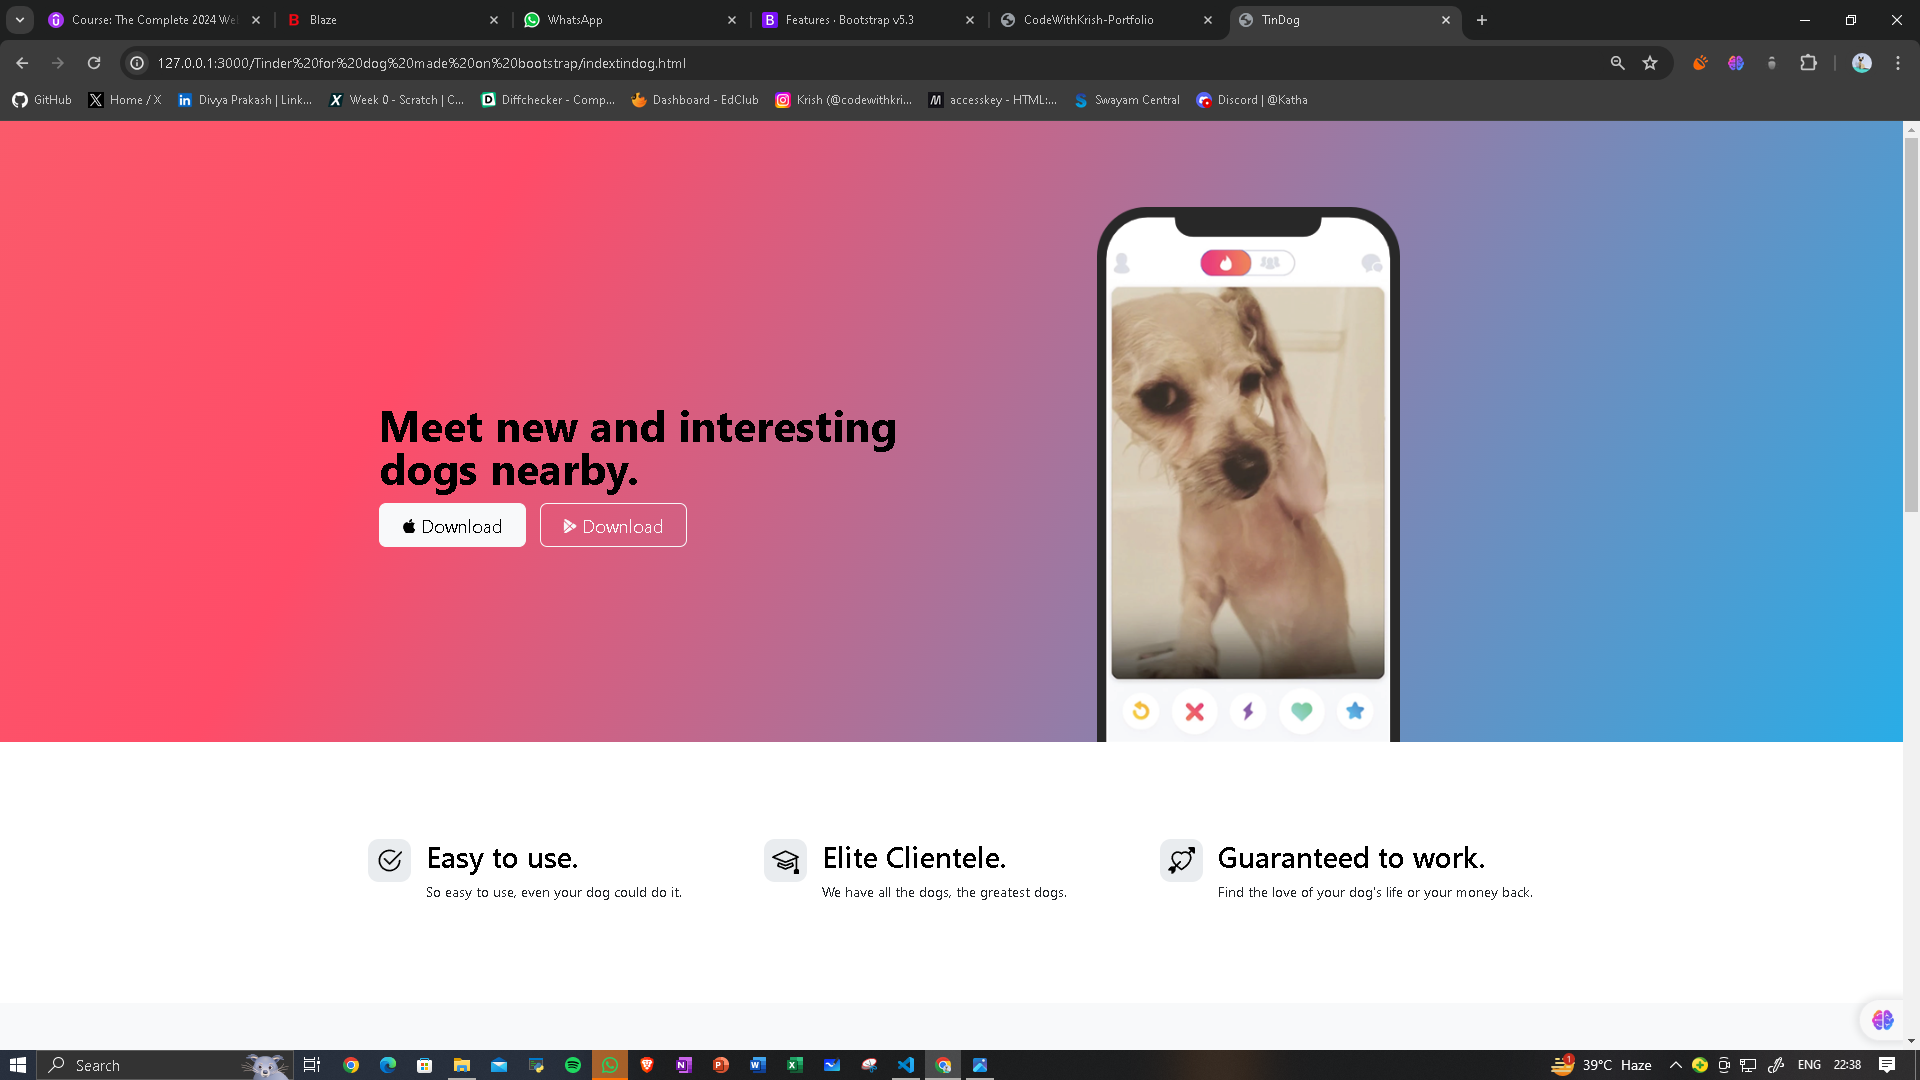 Course: The Complete 2024 We
Blaze
WhatsApp
Features · Bootstrap v5.3
CodeWithKrish-Portfolio
TinDog
127.0.0.1:3000/Tinder%20for%20dog%20made%20on%20bootstrap/indextindog.html
GitHub
Home / X
Divya Prakash | Link...
Week 0 - Scratch | C...
Diffchecker - Comp...
Dashboard - EdClub
Krish (@codewithkri...
accesskey - HTML:...
Swayam Central
Discord | @Katha
Meet new and interesting
dogs nearby.
Download
Download
Easy to use.
So easy to use, even your dog could do it.
Elite Clientele.
We have all the dogs, the greatest dogs.
Guaranteed to work.
Find the love of your dog's life or your money back.
Search
1
39°C Haze
ENG
22:38